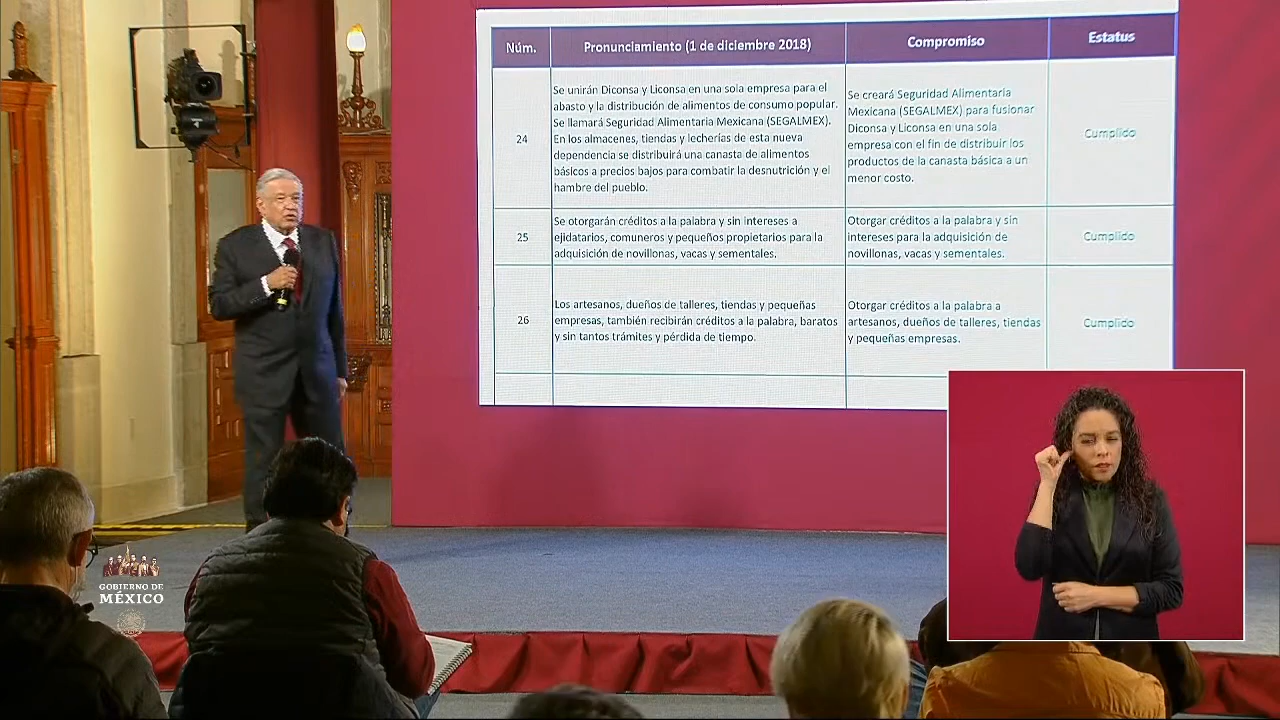 Núm. Pronunciamiento (1 de diciembre 2018) Compromiso Estatus
24
Se unirán Diconsa y Liconsa en una sola empresa para el
abasto y la distribución de alimentos de consumo popular.
Se llamará Seguridad Alimentaria Mexicana (SEGALMEX).
En los almacenes, tiendas y lecherías de esta nueva
dependencia se distribuirá una canasta de alimentos
básicos a precios bajos para combatir la desnutrición y el
hambre del pueblo.
Se creará Seguridad Alimentaria
Mexicana (SEGALMEX) para fusionar
Diconsa y Liconsa en una sola
empresa con el fin de distribuir los
productos de la canasta básica a un
menor costo.
Cumplido
25
Se otorgarán créditos a la palabra y sin intereses a
ejidatarios, comuneros y pequeños propietarios para la
adquisición de novillonas, vacas y sementales.
Otorgar créditos a la palabra y sin
intereses para la adquisición de
novillonas, vacas y sementales.
Cumplido
26
Los artesanos, dueños de talleres, tiendas y pequeñas
empresas, también recibirán créditos a la palabra, baratos
y sin tantos trámites y pérdida de tiempo.
Otorgar créditos a la palabra a
artesanos, dueños de talleres, tiendas
y pequeñas empresas.
Cumplido
GOBIERNO DE
MÉXICO